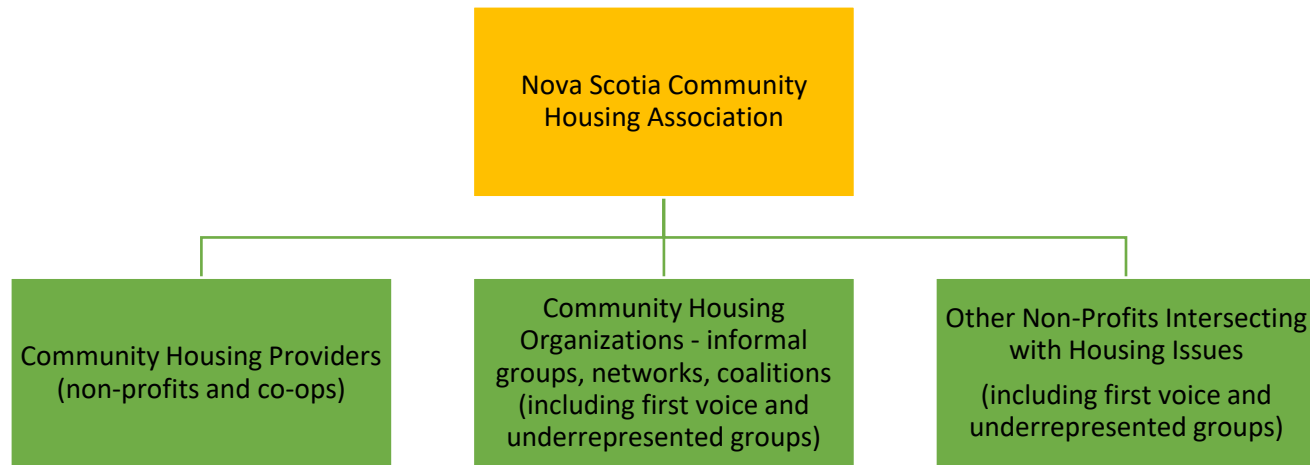 Nova Scotia Community
Housing Association
Community Housing Providers
(non-profits and co-ops)
Community Housing
Organizations - informal
groups, networks, coalitions
(including first voice and
underrepresented groups)
Other Non-Profits Intersecting
with Housing Issues
(including first voice and
underrepresented groups)